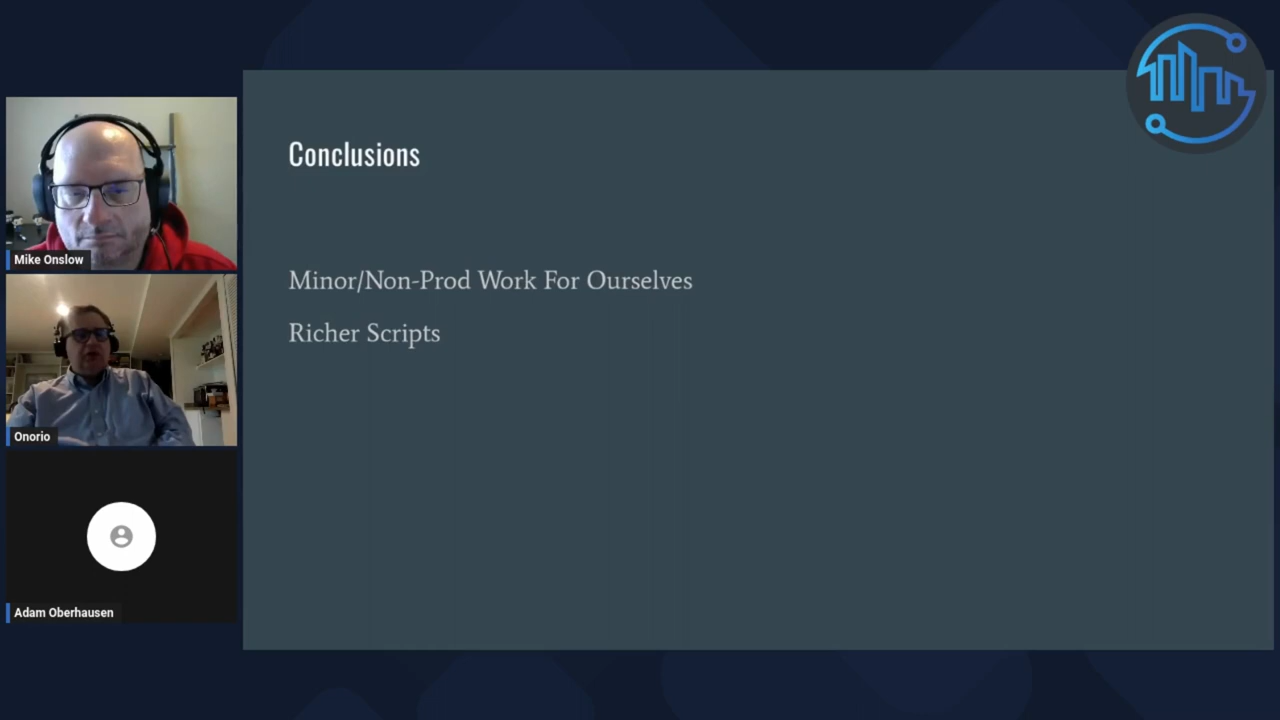 Conclusions
Minor/Non-Prod Work For Ourselves
Richer Scripts
Mike Onslow
Onorio
Adam Oberhausen